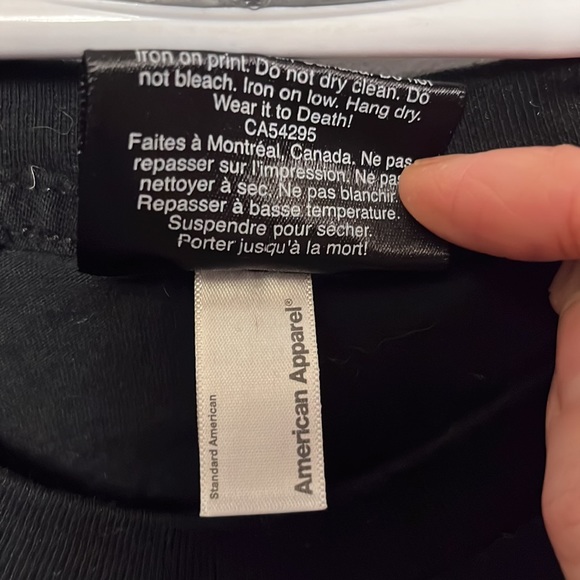 Iron on print. Do not dry clean. Do
not bleach. Iron on low. Hang dry.
Wear it to Death!
CA54295
Faites à Montréal, Canada. Ne pas
repasser sur l'impression. Ne pas
nettoyer à sec. Ne pas blanchir.
Repasser à basse temperature.
Suspendre pour sécher.
Porter jusqu'à la mort!
Standard American
American Apparel®